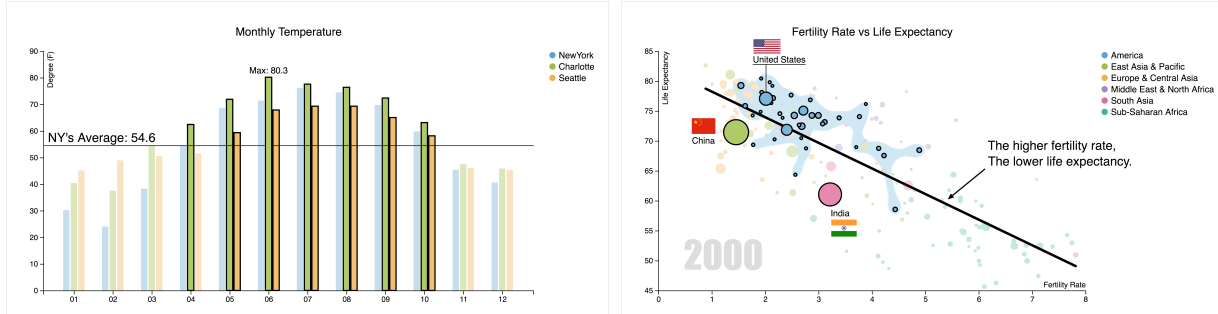 Monthly Temperature
Degree (F)
90
80
70
60
50
40
30
20
10
0
Max: 80.3
NY's Average: 54.6
01 02 03 04 05 06 07 08 09 10 11 12
NewYork
Charlotte
Seattle
Fertility Rate vs Life Expectancy
Life Expectancy
85
80
75
70
65
60
55
50
45
United States
China
India
The higher fertility rate,
The lower life expectancy.
2000
Fertility Rate
0 1 2 3 4 5 6 7 8
America
East Asia & Pacific
Europe & Central Asia
Middle East & North Africa
South Asia
Sub-Saharan Africa